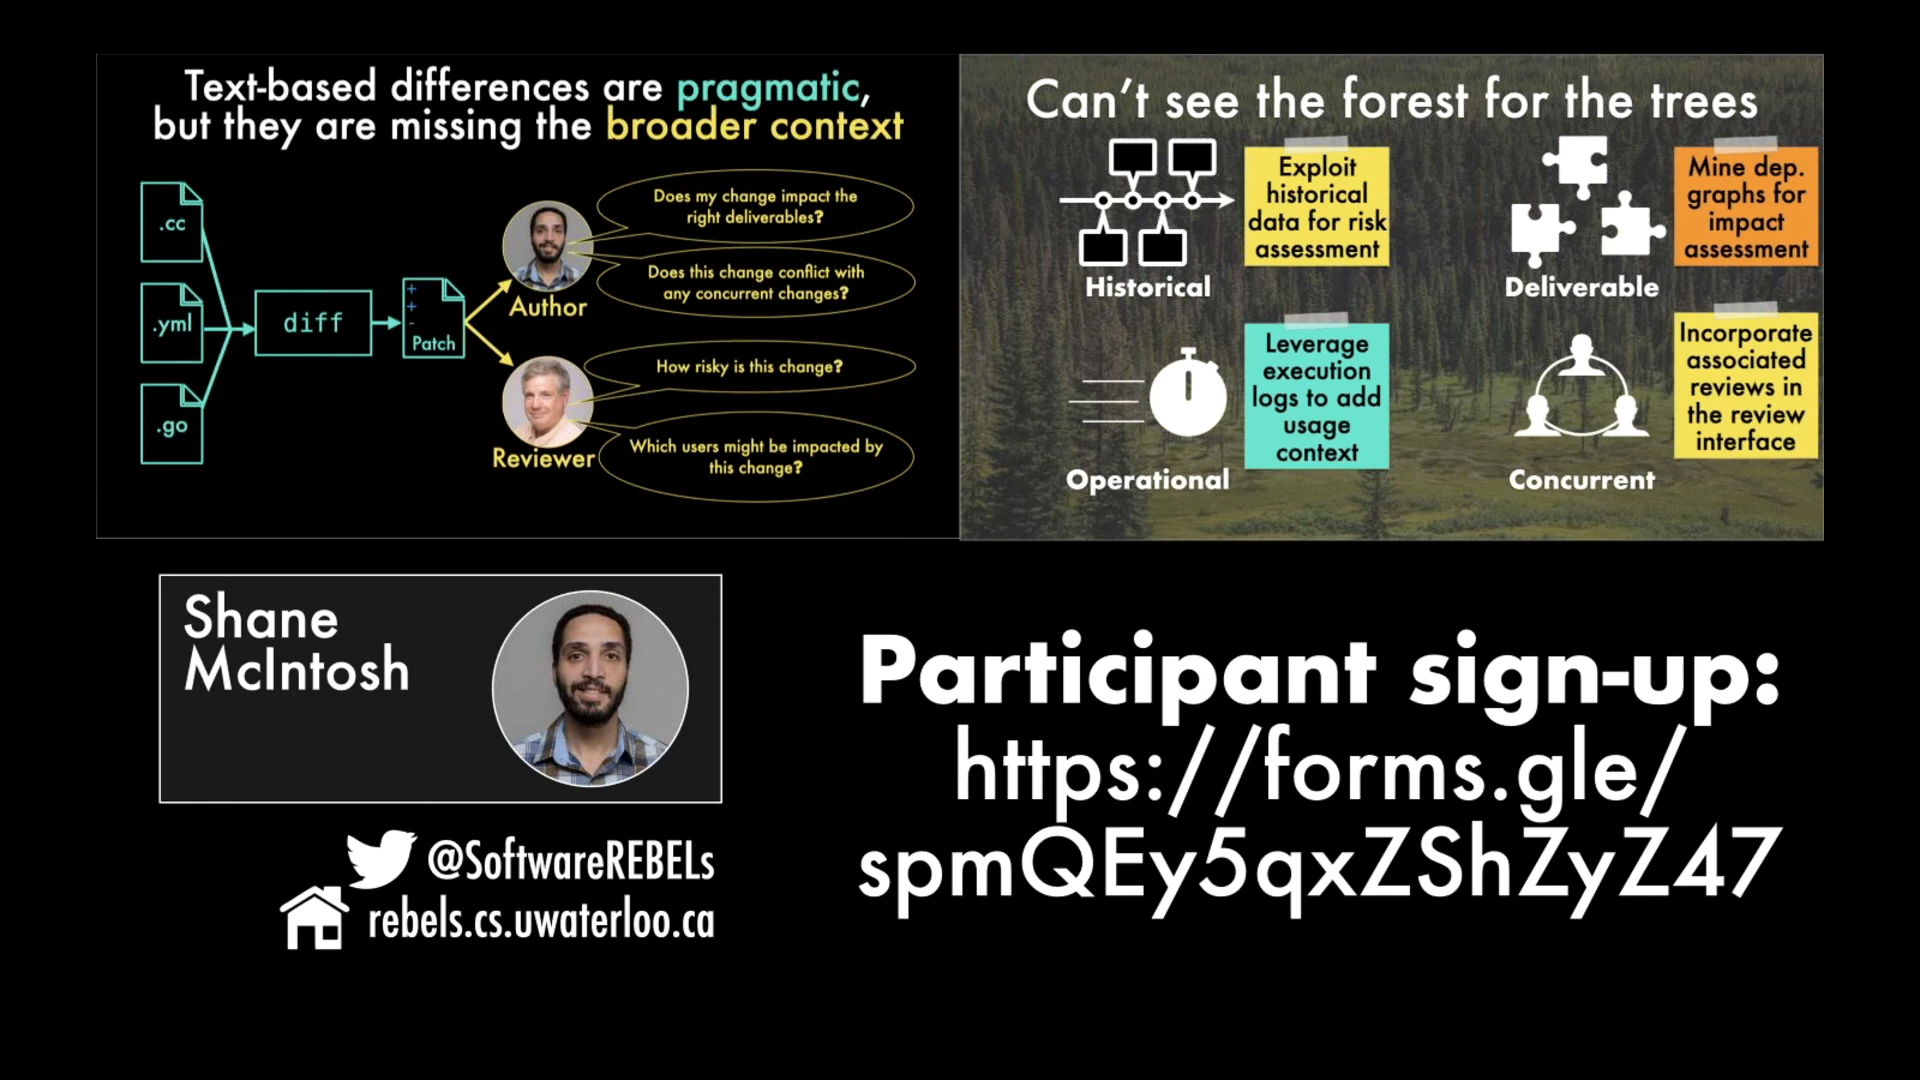 Text-based differences are pragmatic,
but they are missing the broader context
.cc
.yml
.go
diff
+
+
-
Patch
Author
Reviewer
Does my change impact the
right deliverables?
Does this change conflict with
any concurrent changes?
How risky is this change?
Which users might be impacted by
this change?
Can't see the forest for the trees
Historical
Exploit
historical
data for risk
assessment
Deliverable
Mine dep.
graphs for
impact
assessment
Operational
Leverage
execution
logs to add
usage
context
Concurrent
Incorporate
associated
reviews in
the review
interface
Shane
McIntosh
@SoftwareREBELs
rebels.cs.uwaterloo.ca
Participant sign-up:
https://forms.gle/
spmQEy5qxZShZyZ47